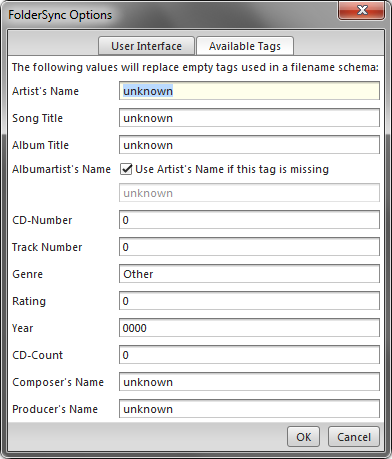 FolderSync Options
User Interface Available Tags
The following values will replace empty tags used in a filename schema:
Artist's Name unknown
Song Title unknown
Album Title unknown
Albumartist's Name Use Artist's Name if this tag is missing
unknown
CD-Number 0
Track Number 0
Genre Other
Rating 0
Year 0000
CD-Count 0
Composer's Name unknown
Producer's Name unknown
OK Cancel